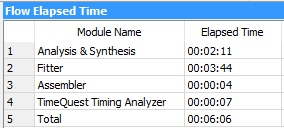 Flow Elapsed Time
Module Name Elapsed Time
1 Analysis & Synthesis 00:02:11
2 Fitter 00:03:44
3 Assembler 00:00:04
4 TimeQuest Timing Analyzer 00:00:07
5 Total 00:06:06